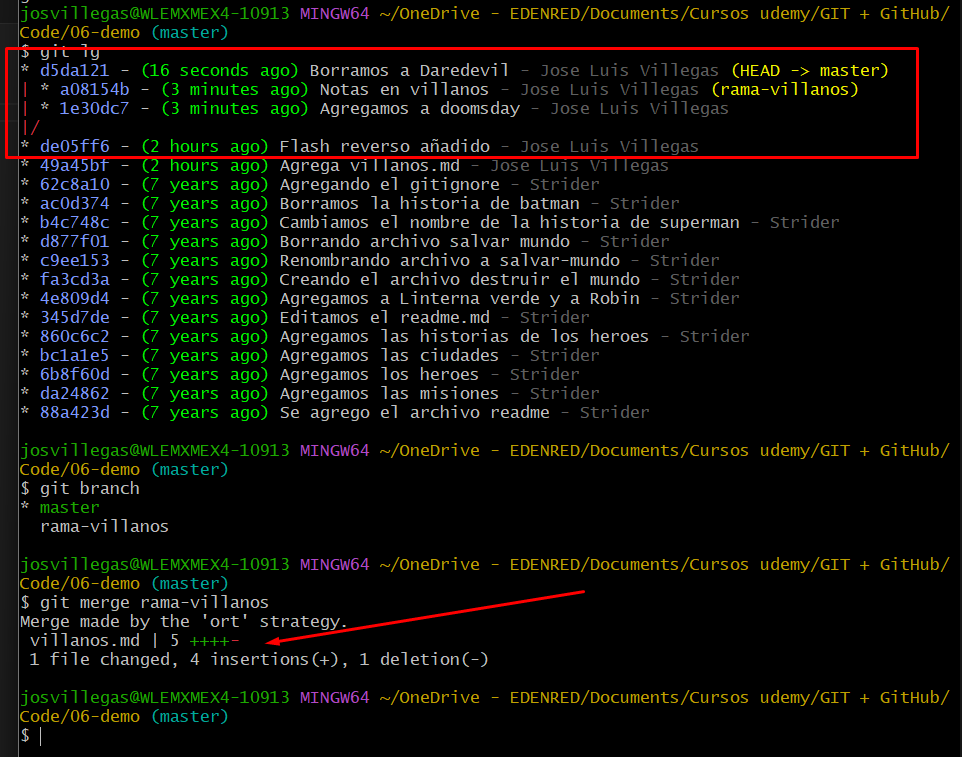 josvillegas@WLEMXMEX4-10913 MINGW64 ~/OneDrive - EDENRED/Documents/Cursos udemy/GIT + GitHub/
Code/06-demo (master)
$ git lg
* d5da121 - (16 seconds ago) Borramos a Daredevil - Jose Luis Villegas (HEAD -> master)
| * a08154b - (3 minutes ago) Notas en villanos - Jose Luis Villegas (rama-villanos)
| * 1e30dc7 - (3 minutes ago) Agregamos a doomsday - Jose Luis Villegas
|/
* de05ff6 - (2 hours ago) Flash reverso añadido - Jose Luis Villegas
* 49a45bf - (2 hours ago) Agrega villanos.md - Jose Luis Villegas
* 62c8a10 - (7 years ago) Agregando el gitignore - Strider
* ac0d374 - (7 years ago) Borramos la historia de batman - Strider
* b4c748c - (7 years ago) Cambiamos el nombre de la historia de superman - Strider
* d877f01 - (7 years ago) Borrando archivo salvar mundo - Strider
* c9ee153 - (7 years ago) Renombrando archivo a salvar-mundo - Strider
* fa3cd3a - (7 years ago) Creando el archivo destruir el mundo - Strider
* 4e809d4 - (7 years ago) Agregamos a Linterna verde y a Robin - Strider
* 345d7de - (7 years ago) Editamos el readme.md - Strider
* 860c6c2 - (7 years ago) Agregamos las historias de los heroes - Strider
* bc1a1e5 - (7 years ago) Agregamos las ciudades - Strider
* 6b8f60d - (7 years ago) Agregamos los heroes - Strider
* da24862 - (7 years ago) Agregamos las misiones - Strider
* 88a423d - (7 years ago) Se agrego el archivo readme - Strider
josvillegas@WLEMXMEX4-10913 MINGW64 ~/OneDrive - EDENRED/Documents/Cursos udemy/GIT + GitHub/
Code/06-demo (master)
$ git branch
* master
rama-villanos
josvillegas@WLEMXMEX4-10913 MINGW64 ~/OneDrive - EDENRED/Documents/Cursos udemy/GIT + GitHub/
Code/06-demo (master)
$ git merge rama-villanos
Merge made by the 'ort' strategy.
villanos.md | 5 ++++-
1 file changed, 4 insertions(+), 1 deletion(-)
josvillegas@WLEMXMEX4-10913 MINGW64 ~/OneDrive - EDENRED/Documents/Cursos udemy/GIT + GitHub/
Code/06-demo (master)
$